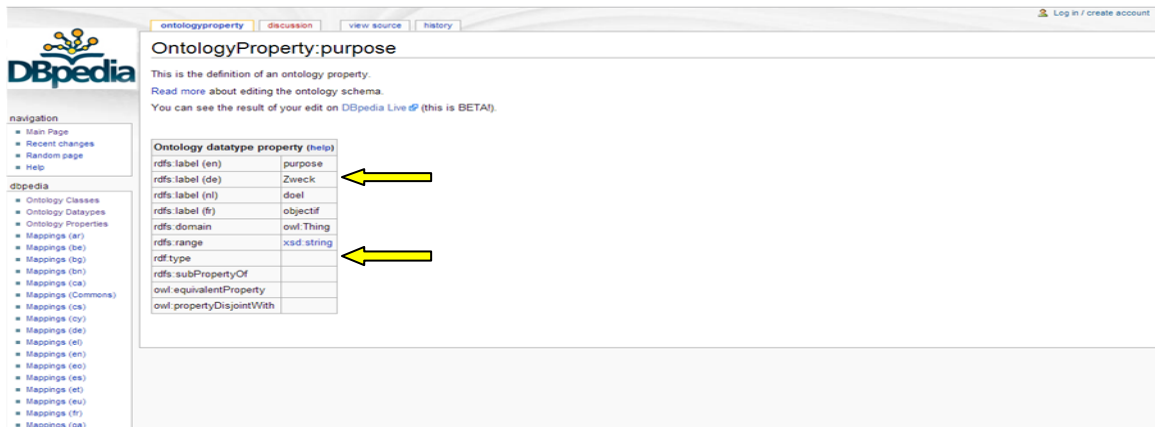 ontologyproperty discussion view source history
Log in / create account
DBpedia
OntologyProperty:purpose
This is the definition of an ontology property.
Read more about editing the ontology schema.
You can see the result of your edit on DBpedia Live (this is BETA!).
navigation
Main Page
Recent changes
Random page
Help
dbpedia
Ontology Classes
Ontology Datatypes
Ontology Properties
Mappings (ar)
Mappings (be)
Mappings (bg)
Mappings (bn)
Mappings (ca)
Mappings (Commons)
Mappings (cs)
Mappings (cy)
Mappings (de)
Mappings (el)
Mappings (en)
Mappings (eo)
Mappings (es)
Mappings (et)
Mappings (eu)
Mappings (fr)
Mappings (ga)
Ontology datatype property (help)
rdfs:label (en) purpose
rdfs:label (de) Zweck
rdfs:label (nl) doel
rdfs:label (fr) objectif
rdfs:domain owl:Thing
rdfs:range xsd:string
rdf:type
rdfs:subPropertyOf
owl:equivalentProperty
owl:propertyDisjointWith